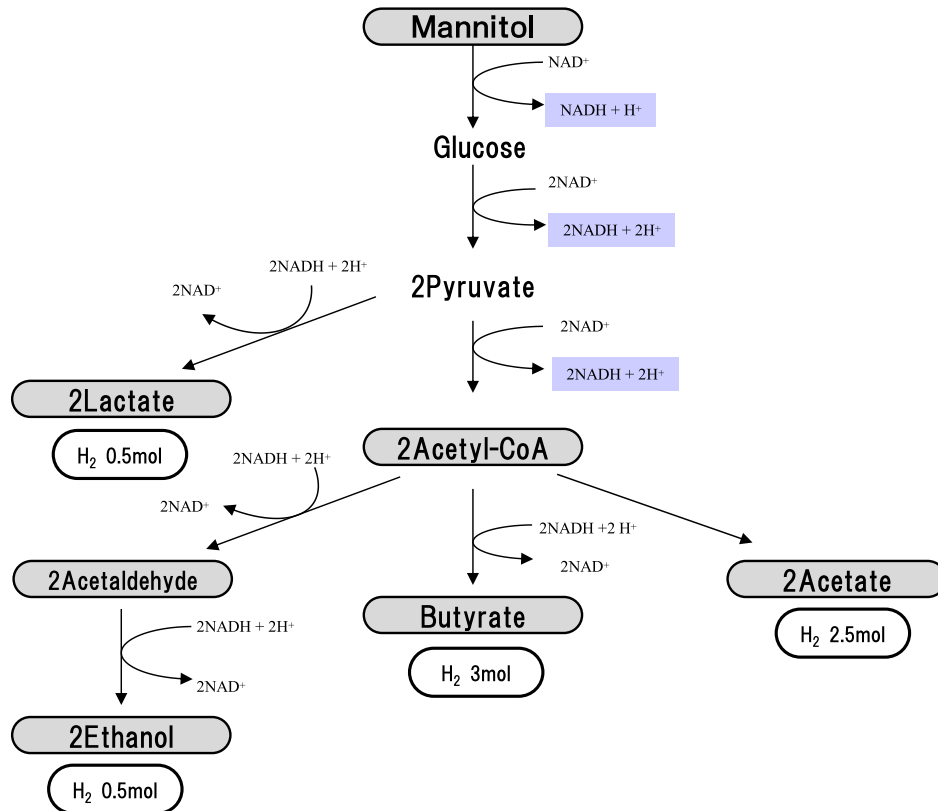 Mannitol
NAD⁺
NADH + H⁺
Glucose
2NAD⁺
2NADH + 2H⁺
2NADH + 2H⁺
2NAD⁺
2Pyruvate
2NAD⁺
2NADH + 2H⁺
2Lactate
H₂ 0.5mol
2Acetyl-CoA
2NADH + 2H⁺
2NAD⁺
2NADH +2 H⁺
2NAD⁺
2Acetaldehyde
2Acetate
Butyrate
2NADH + 2H⁺
H₂ 2.5mol
H₂ 3mol
2NAD⁺
2Ethanol
H₂ 0.5mol